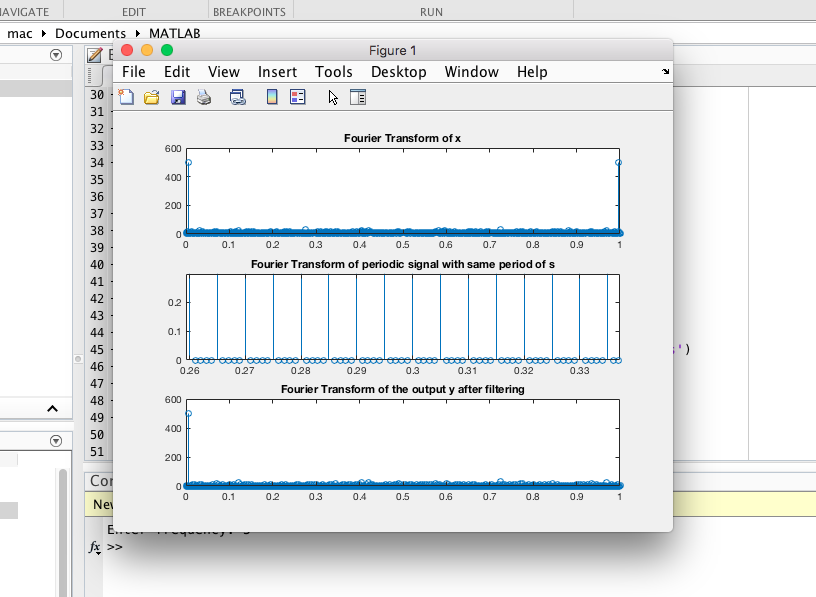 AVIGATE EDIT BREAKPOINTS RUN
mac Documents MATLAB
Figure 1
File Edit View Insert Tools Desktop Window Help
30
31
32
33
34
35
36
37
38
39
40
41
42
43
44
45
46
47
48
49
50
51
s')
Fourier Transform of x
600
400
200
0
0 0.1 0.2 0.3 0.4 0.5 0.6 0.7 0.8 0.9 1
Fourier Transform of periodic signal with same period of s
0.2
0.1
0
0.26 0.27 0.28 0.29 0.3 0.31 0.32 0.33
Fourier Transform of the output y after filtering
600
400
200
0
0 0.1 0.2 0.3 0.4 0.5 0.6 0.7 0.8 0.9 1
Cor
Nev
fx >>